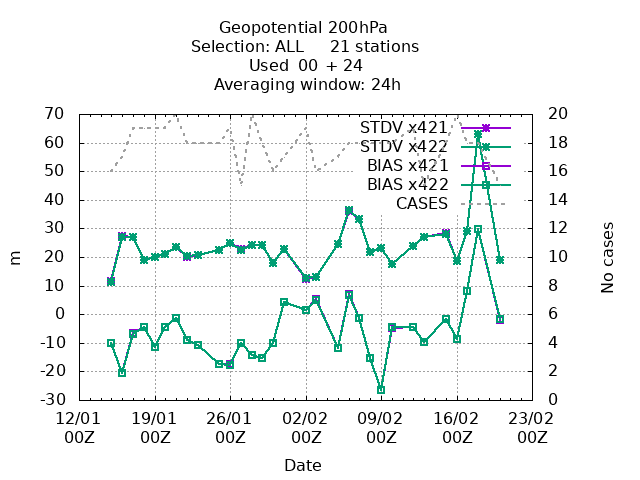 Geopotential 200hPa
Selection: ALL     21 stations
Used  00  + 24
Averaging window: 24h
70
60
50
40
30
20
10
0
-10
-20
-30
m
20
18
16
14
12
10
8
6
4
2
0
No cases
STDV x421
STDV x422
BIAS x421
BIAS x422
CASES
12/01 19/01 26/01 02/02 09/02 16/02 23/02
00Z 00Z 00Z 00Z 00Z 00Z 00Z
Date